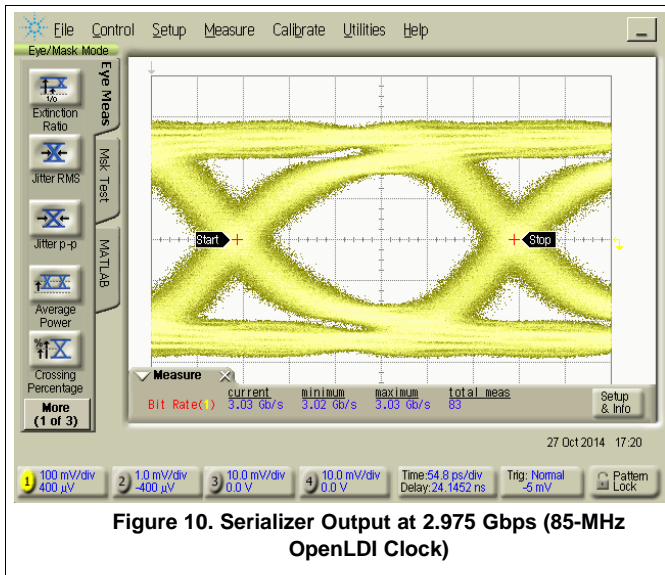 File Control Setup Measure Calibrate Utilities Help
Eye/Mask Mode
Eye Meas
Msk Test
MATLAB
1/0
Extinction
Ratio
Jitter RMS
Jitter p-p
Average
Power
%
Crossing
Percentage
More
(1 of 3)
Start
Stop
Measure
current minimum maximum total meas
Bit Rate(1) 3.03 Gb/s 3.02 Gb/s 3.03 Gb/s 83
Setup
& Info
27 Oct 2014 17:20
1 100 mV/div
400 µV
2 1.0 mV/div
-400 µV
3 10.0 mV/div
0.0 V
4 10.0 mV/div
0.0 V
Time:54.8 ps/div
Delay:24.1452 ns
Trig: Normal
-5 mV
Pattern
Lock
Figure 10. Serializer Output at 2.975 Gbps (85-MHz
OpenLDI Clock)